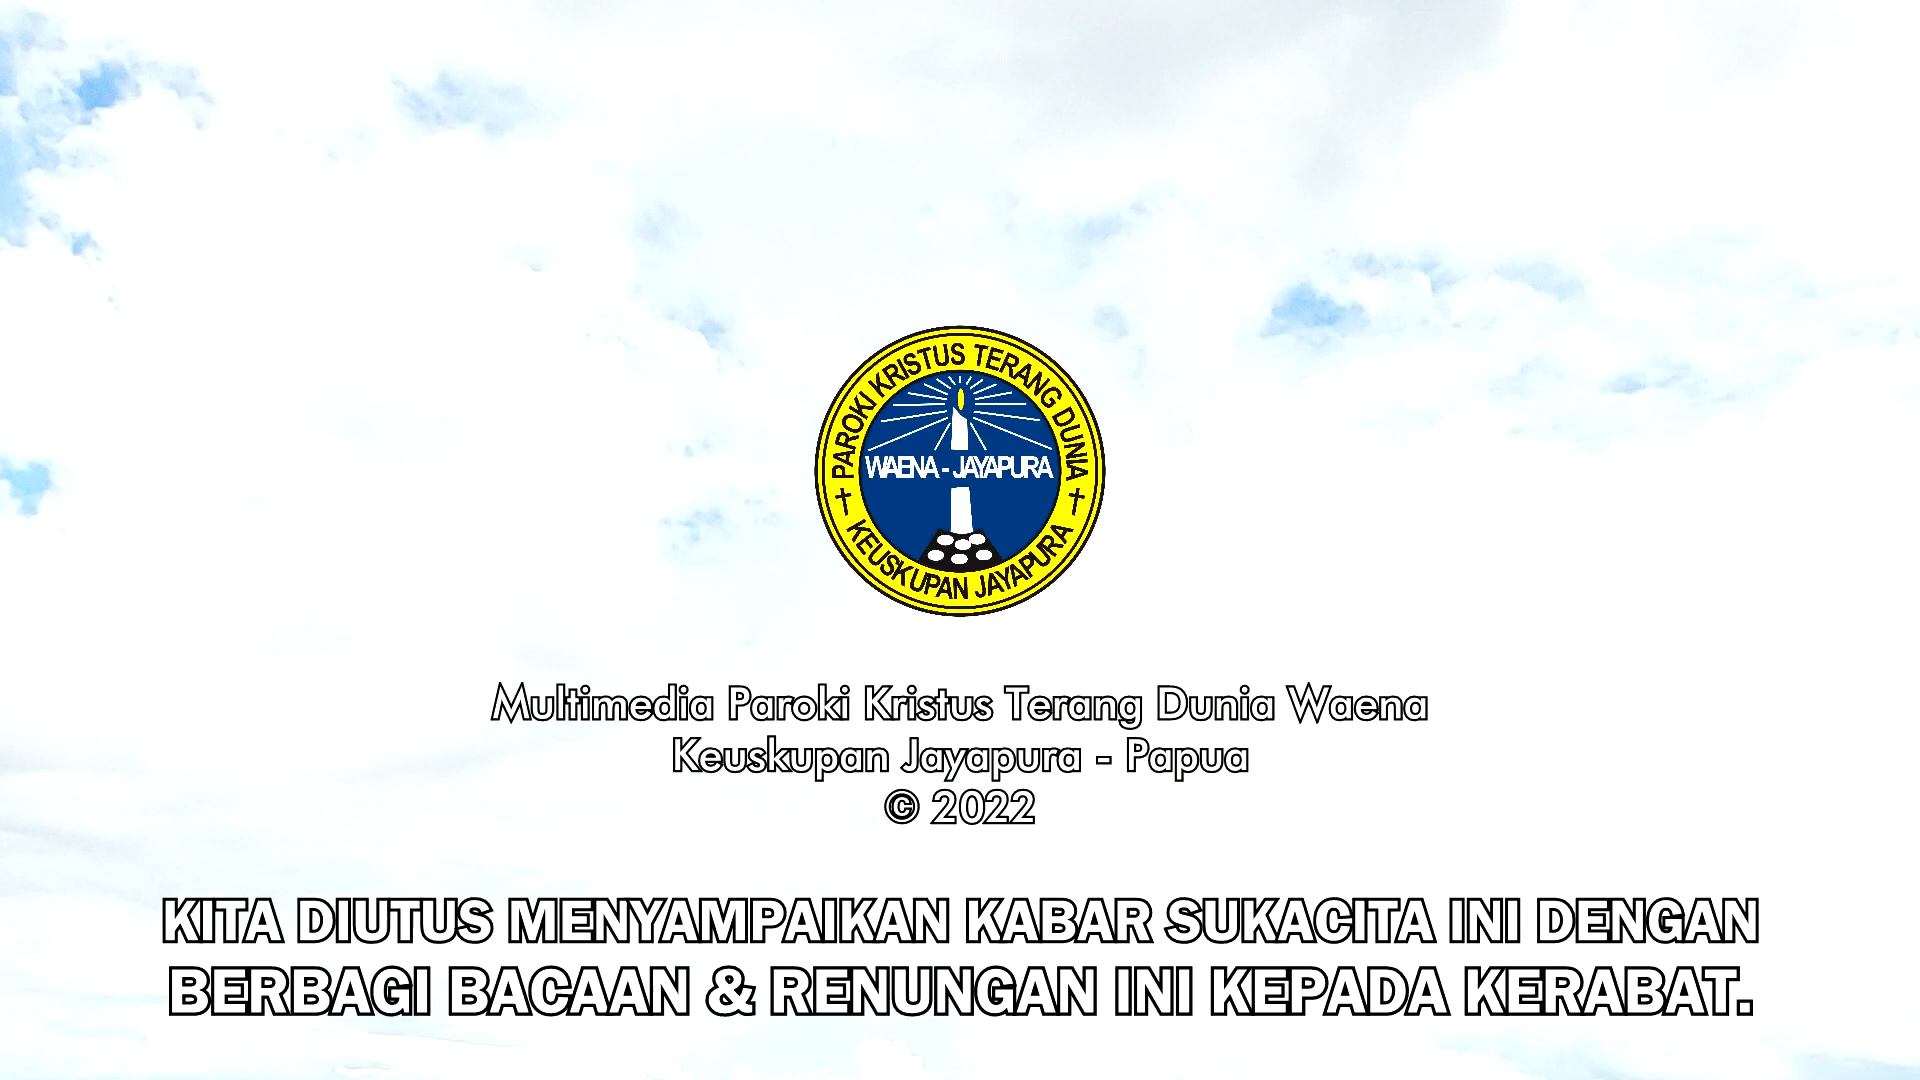 PAROKI KRISTUS TERANG DUNIA
WAENA - JAYAPURA
KEUSKUPAN JAYAPURA
Multimedia Paroki Kristus Terang Dunia Waena
Keuskupan Jayapura - Papua
© 2022
KITA DIUTUS MENYAMPAIKAN KABAR SUKACITA INI DENGAN
BERBAGI BACAAN & RENUNGAN INI KEPADA KERABAT.